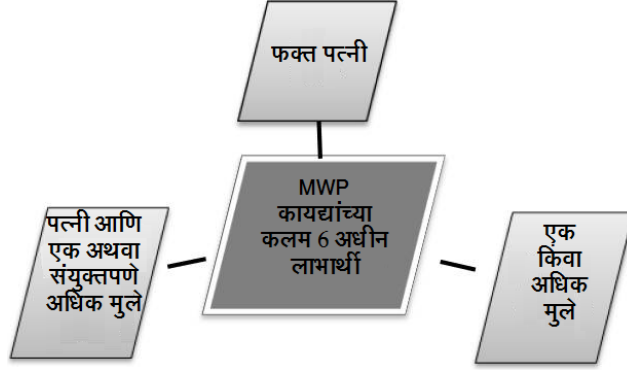 फक्त पत्नी
MWP
कायद्यांच्या
कलम 6 अधीन
लाभार्थी
पत्नी आणि
एक अथवा
संयुक्तपणे
अधिक मुले
एक
किंवा
अधिक
मुले